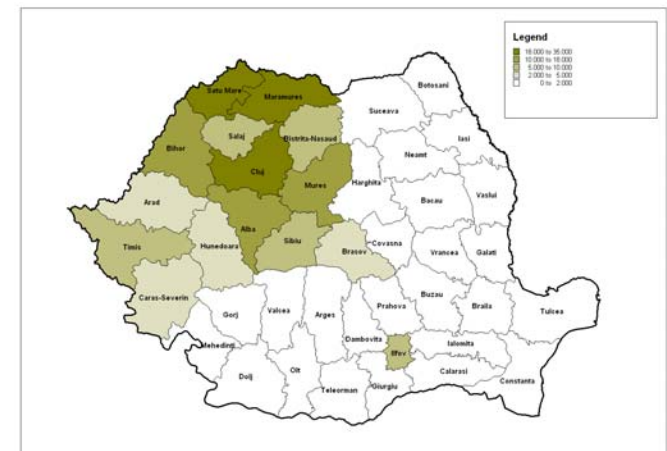 Legend
18.000 to 35.000
10.000 to 18.000
5.000 to 10.000
2.000 to 5.000
0 to 2.000
Satu Mare
Maramures
Botosani
Suceava
Salaj
Bistrita-Nasaud
Iasi
Bihor
Neamt
Cluj
Mures
Harghita
Vaslui
Bacau
Arad
Alba
Timis
Hunedoara
Sibiu
Brasov
Covasna
Vrancea
Galati
Caras-Severin
Gorj
Valcea
Arges
Prahova
Buzau
Braila
Tulcea
Mehedinti
Dambovita
Ilfov
Ialomita
Dolj
Olt
Teleorman
Giurgiu
Calarasi
Constanta